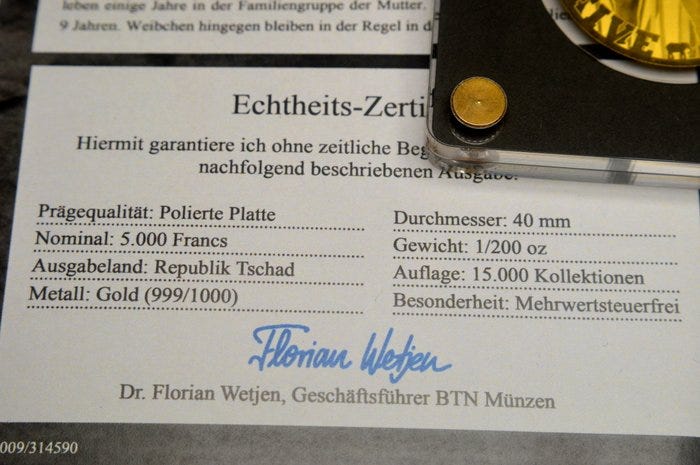 leben einige Jahre in der Familiengruppe der Mutter.
9 Jahren. Weibchen hingegen bleiben in der Regel in d
FIVE
Echtheits-Zertifi
Hiermit garantiere ich ohne zeitliche Beg
nachfolgend beschriebenen Ausgabe.
Prägequalität: Polierte Platte
Nominal: 5.000 Francs
Ausgabeland: Republik Tschad
Metall: Gold (999/1000)
Durchmesser: 40 mm
Gewicht: 1/200 oz
Auflage: 15.000 Kollektionen
Besonderheit: Mehrwertsteuerfrei
Florian Wetjen
Dr. Florian Wetjen, Geschäftsführer BTN Münzen
009/314590